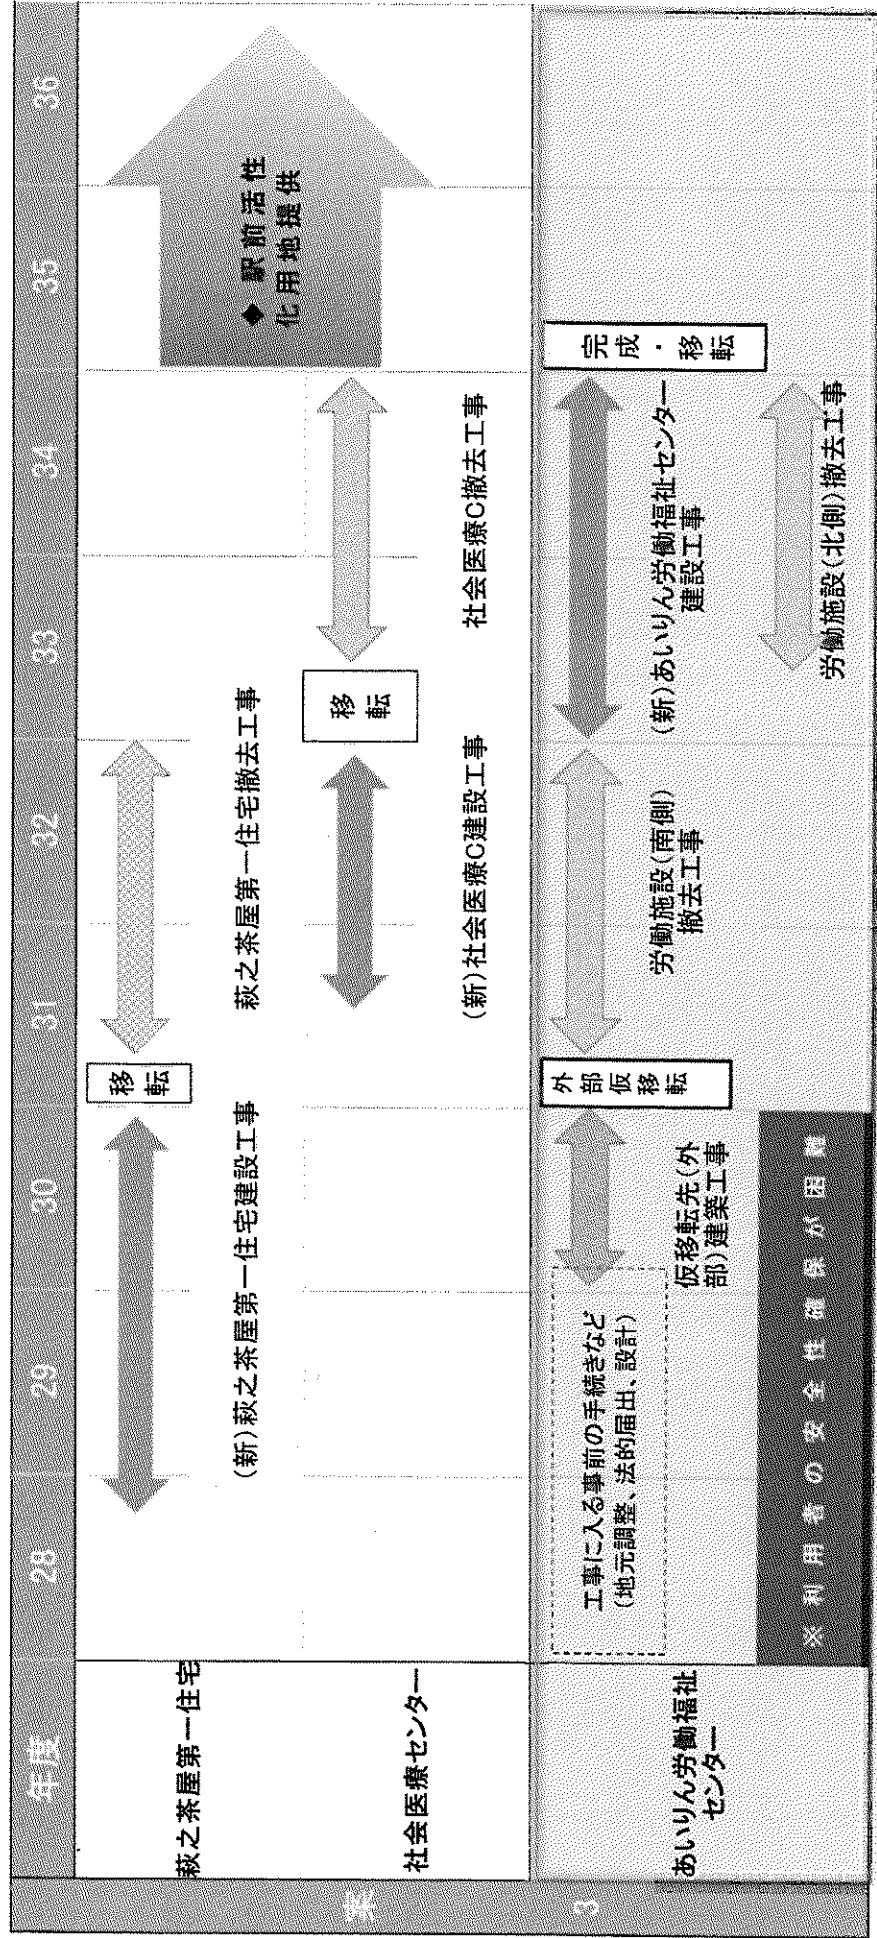 年度
28
29
30
31
32
33
34
35
36
案
3
萩之茶屋第一住宅
(新)萩之茶屋第一住宅建設工事
移
転
萩之茶屋第一住宅撤去工事
◆ 駅前活性
化用地提供
社会医療センター
(新)社会医療C建設工事
移
転
社会医療C撤去工事
あいりん労働福祉
センター
工事に入る事前の手続きなど
(地元調整、法的届出、設計)
仮移転先(外
部)建築工事
外
部
仮
移
転
労働施設(南側)
撤去工事
(新)あいりん労働福祉センター
建設工事
完
成
・
移
転
労働施設(北側)撤去工事
※利用者の安全性確保が困難